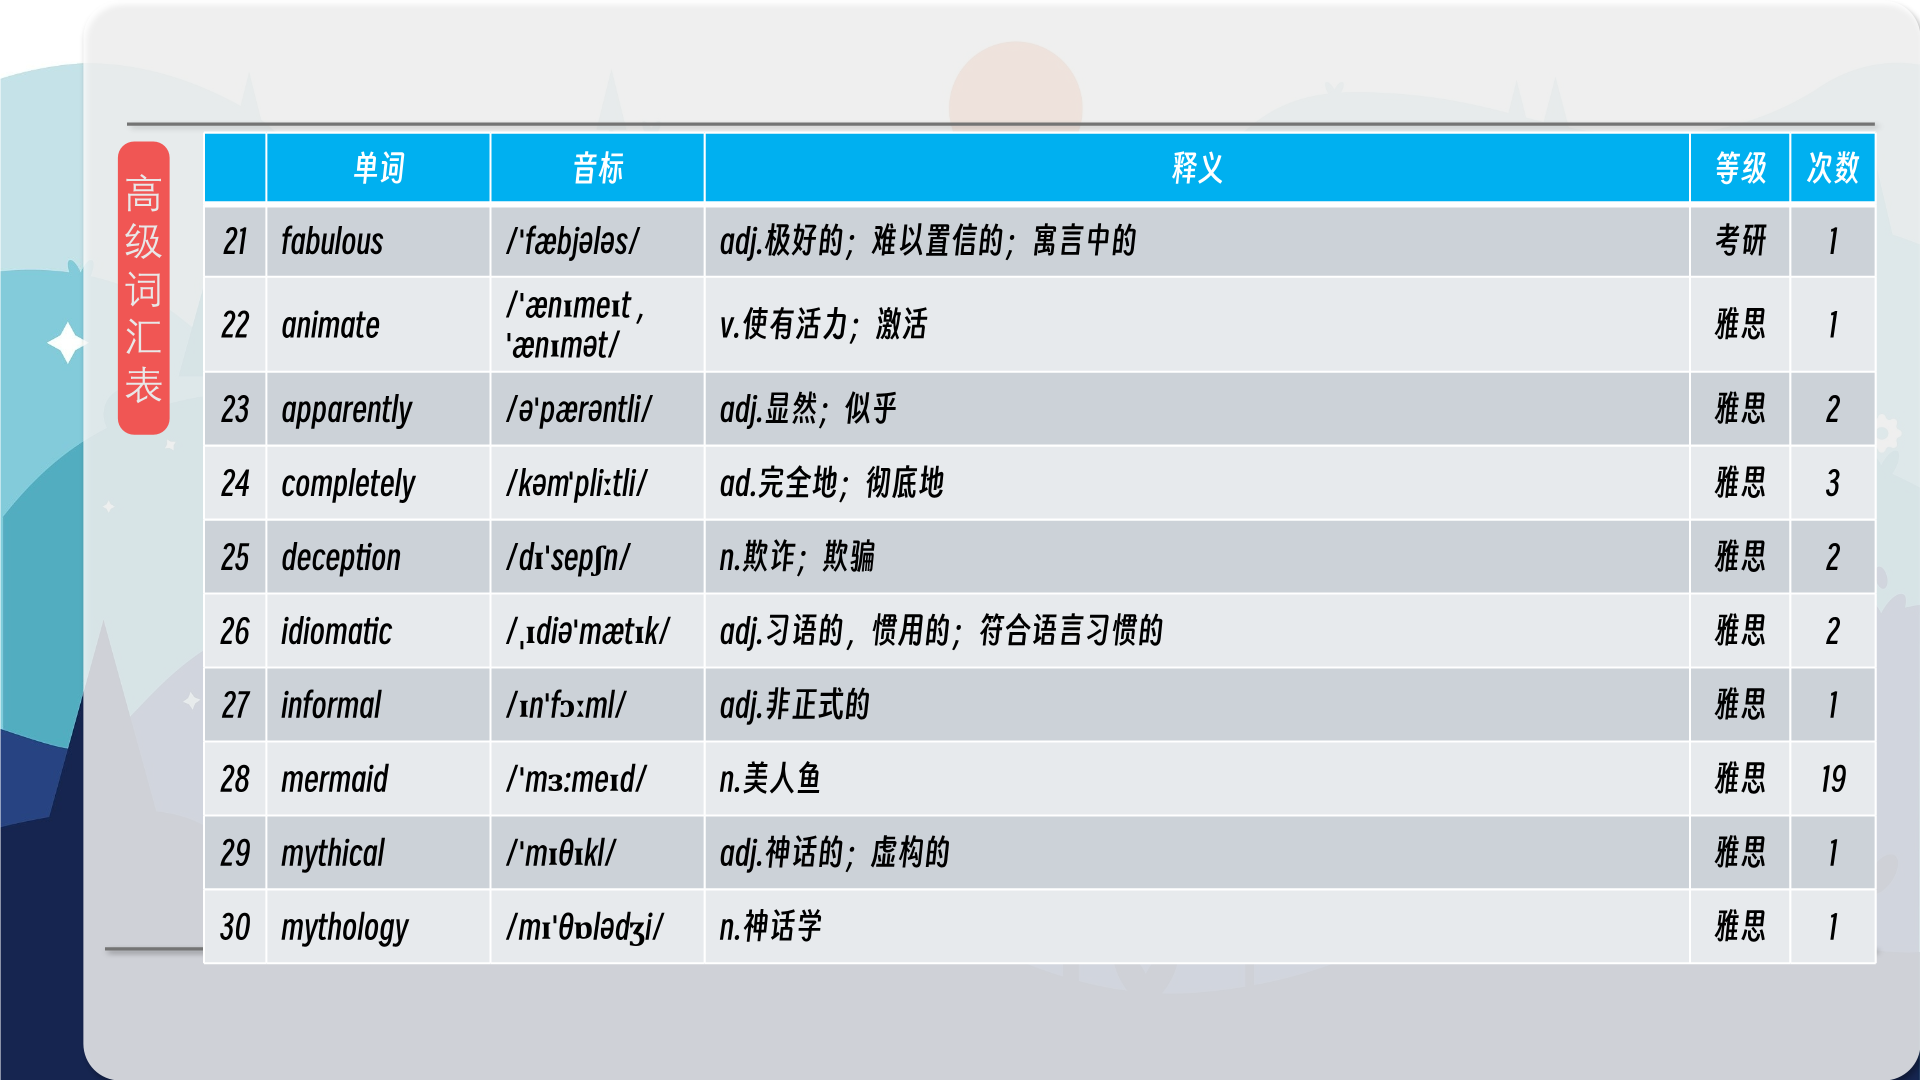 高级词汇表
单词 音标 释义 等级 次数
21 fabulous /'fæbjələs/ adj.极好的；难以置信的；寓言中的 考研 1
22 animate /'ænɪmeɪt , 'ænɪmət/ v.使有活力；激活 雅思 1
23 apparently /ə'pærəntli/ adj.显然；似乎 雅思 2
24 completely /kəm'pliːtli/ ad.完全地；彻底地 雅思 3
25 deception /dɪ'sepʃn/ n.欺诈；欺骗 雅思 2
26 idiomatic /ˌɪdiə'mætɪk/ adj.习语的，惯用的；符合语言习惯的 雅思 2
27 informal /ɪn'fɔːml/ adj.非正式的 雅思 1
28 mermaid /'mɜ:meɪd/ n.美人鱼 雅思 19
29 mythical /'mɪθɪkl/ adj.神话的；虚构的 雅思 1
30 mythology /mɪ'θɒlədʒi/ n.神话学 雅思 1